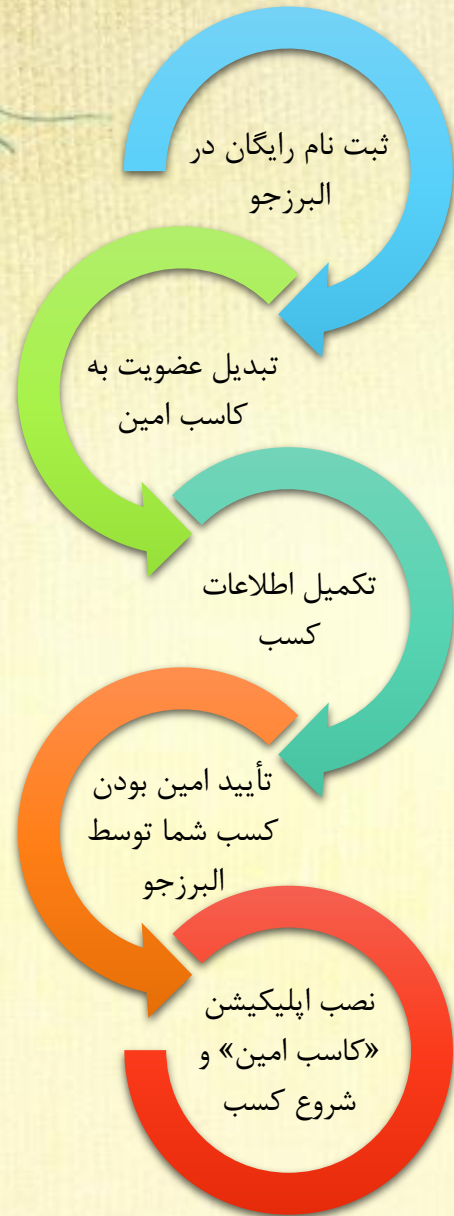 ثبت نام رایگان در
البرزجو
تبدیل عضویت به
کاسب امین
تکمیل اطلاعات
کسب
تأیید امین بودن
کسب شما توسط
البرزجو
نصب اپلیکیشن
«کاسب امین» و
شروع کسب